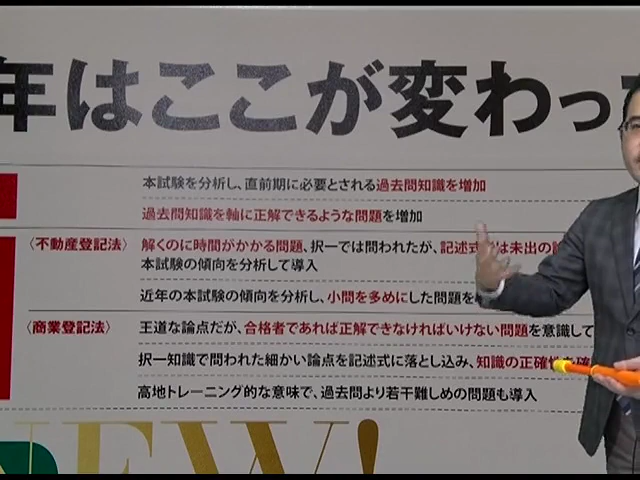 年はここが変わっ
本試験を分析し、直前期に必要とされる過去問知識を増加
過去問知識を軸に正解できるような問題を増加
〈不動産登記法〉 解くのに時間がかかる問題、択一では問われたが、記述式では未出の論
本試験の傾向を分析して導入
近年の本試験の傾向を分析し、小問を多めにした問題を
〈商業登記法〉 王道な論点だが、合格者であれば正解できなければいけない問題を意識して
択一知識で問われた細かい論点を記述式に落とし込み、知識の正確性を確
高地トレーニング的な意味で、過去問より若干難しめの問題も導入
NEW!